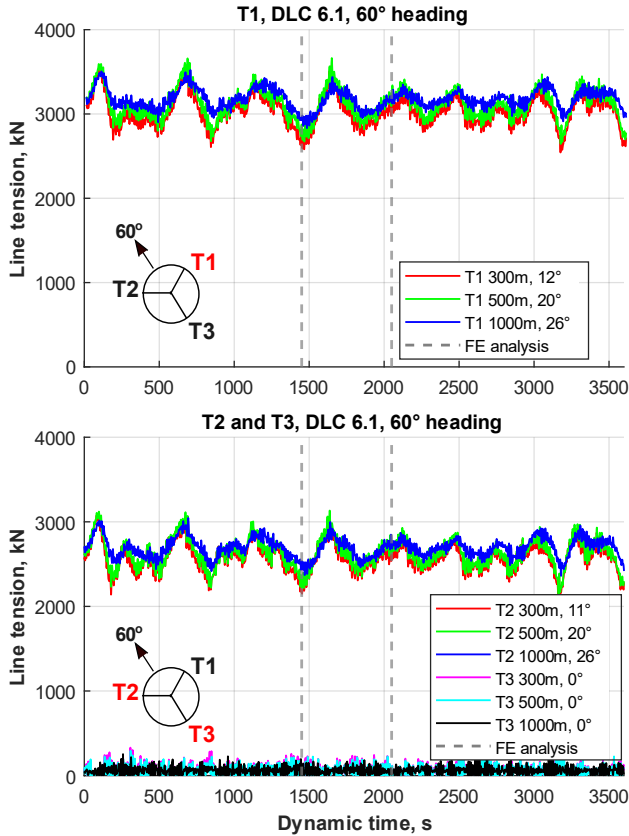 T1, DLC 6.1, 60° heading
4000
3000
2000
1000
0
Line tension, kN
60°
T1
T2
T3
T1 300m, 12°
T1 500m, 20°
T1 1000m, 26°
FE analysis
0 500 1000 1500 2000 2500 3000 3500
T2 and T3, DLC 6.1, 60° heading
4000
3000
2000
1000
0
Line tension, kN
60°
T1
T2
T3
T2 300m, 11°
T2 500m, 20°
T2 1000m, 26°
T3 300m, 0°
T3 500m, 0°
T3 1000m, 0°
FE analysis
0 500 1000 1500 2000 2500 3000 3500
Dynamic time, s